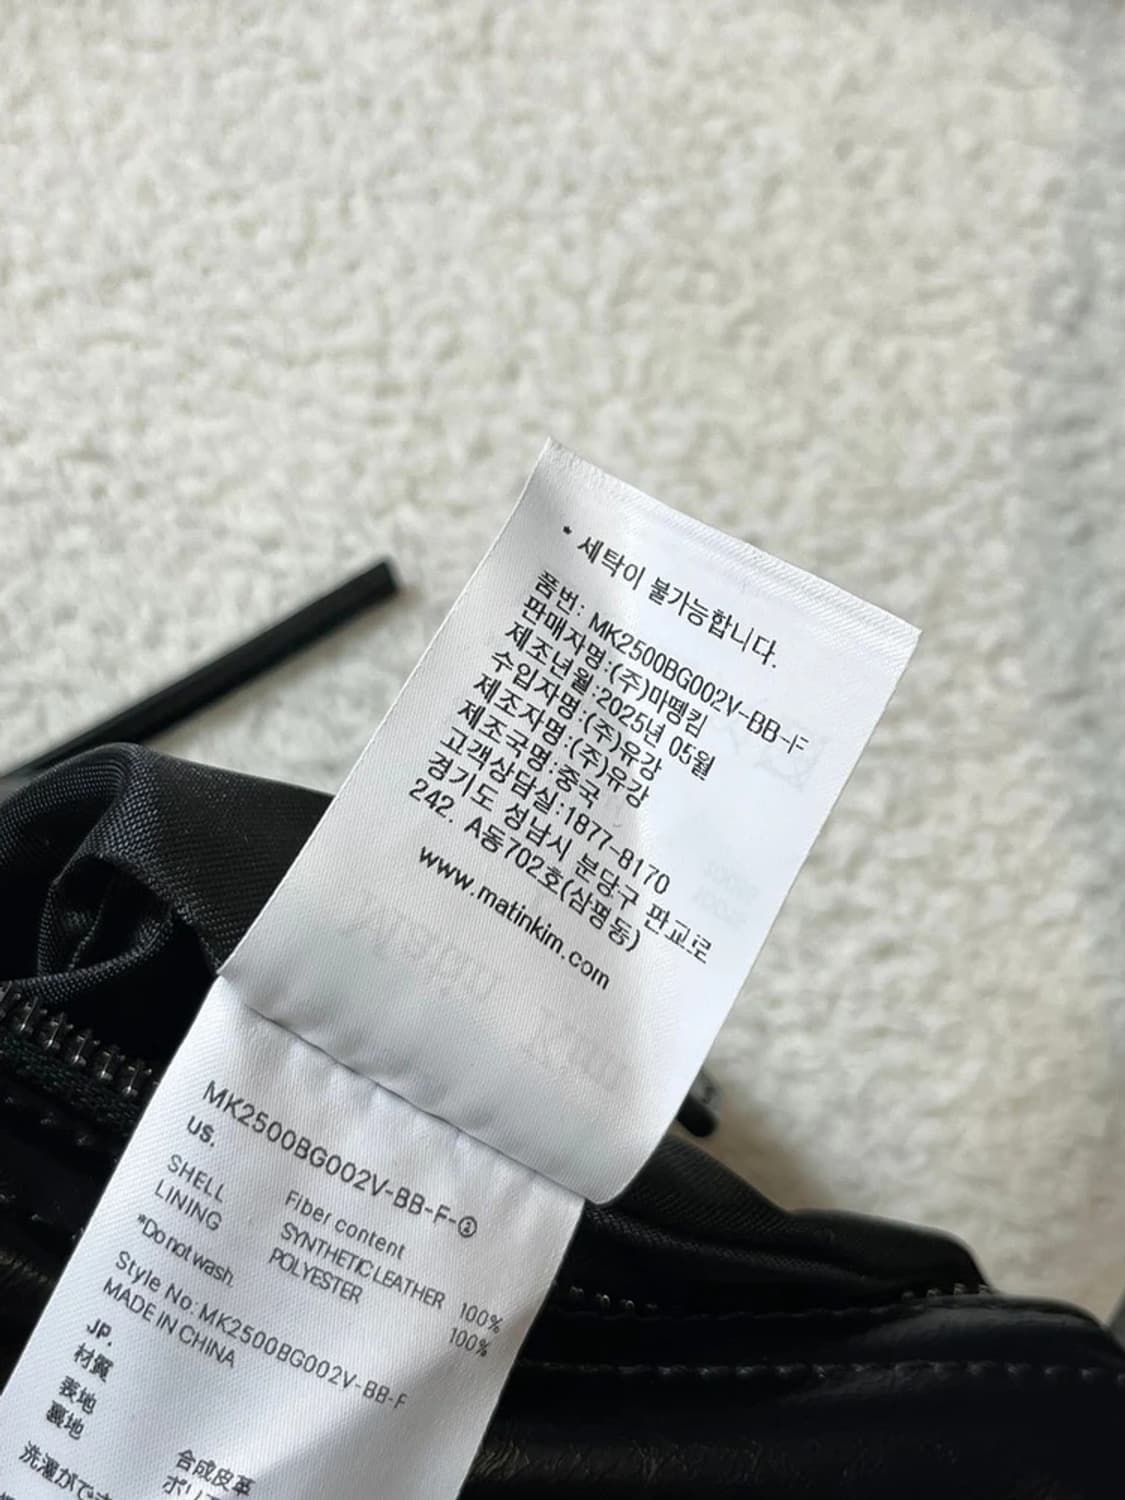 * 세탁이 불가능합니다.
품번: MK2500BG002V-BB-F
판매자명:(주)마뗑킴
제조년월:2025년 05월
수입자명:(주)유강
제조자명:(주)유강
제조국명:중국
고객상담실:1877-8170
경기도 성남시 분당구 판교로
242. A동702호(삼평동)
www.matinkim.com
MK2500BG002V-BB-F-②
US.
Fiber content
SHELL SYNTHETIC LEATHER 100%
LINING POLYESTER 100%
*Do not wash.
Style No: MK2500BG002V-BB-F
MADE IN CHINA
JP.
材質
表地 合成皮革
裏地
洗濯ができ